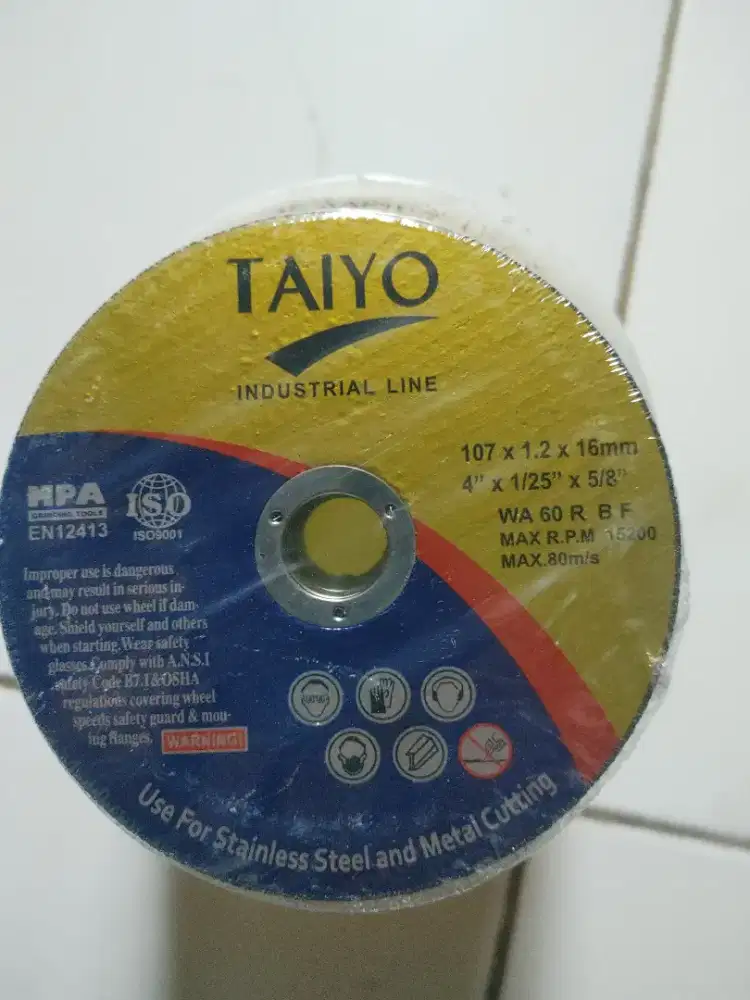 TAIYO
INDUSTRIAL LINE
107 x 1.2 x 16mm
4” x 1/25” x 5/8”
WA 60 R B F
MAX R.P.M 15200
MAX.80m/s
MPA
GRINDING TOOLS
EN12413
ISO
ISO9001
Improper use is dangerous
and may result in serious in-
jury. Do not use wheel if dam-
age. Shield yourself and others
when starting. Wear safety
glasses. Comply with A.N.S.I
safety Code B7.1&OSHA
regulations covering wheel
speeds safety guard & mou-
ing flanges. WARNING!
Use For Stainless Steel and Metal Cutting